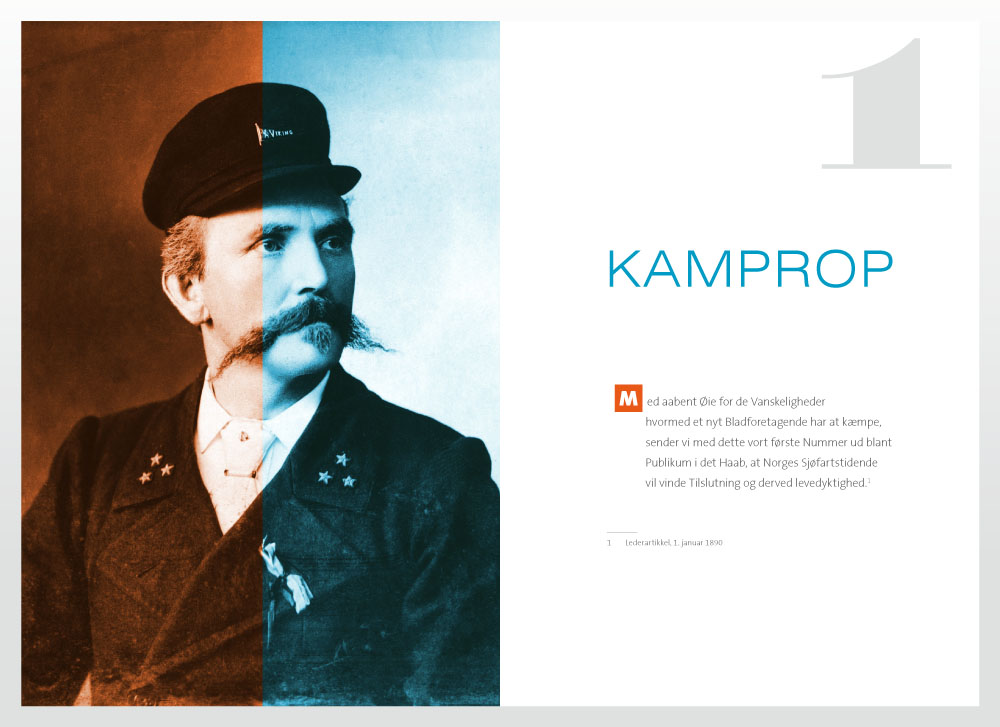 VIKING
1
KAMPROP
Med aabent Øie for de Vanskeligheder
hvormed et nyt Bladforetagende har at kæmpe,
sender vi med dette vort første Nummer ud blant
Publikum i det Haab, at Norges Sjøfartstidende
vil vinde Tilslutning og derved levedyktighed.1
1 Lederartikkel, 1. januar 1890